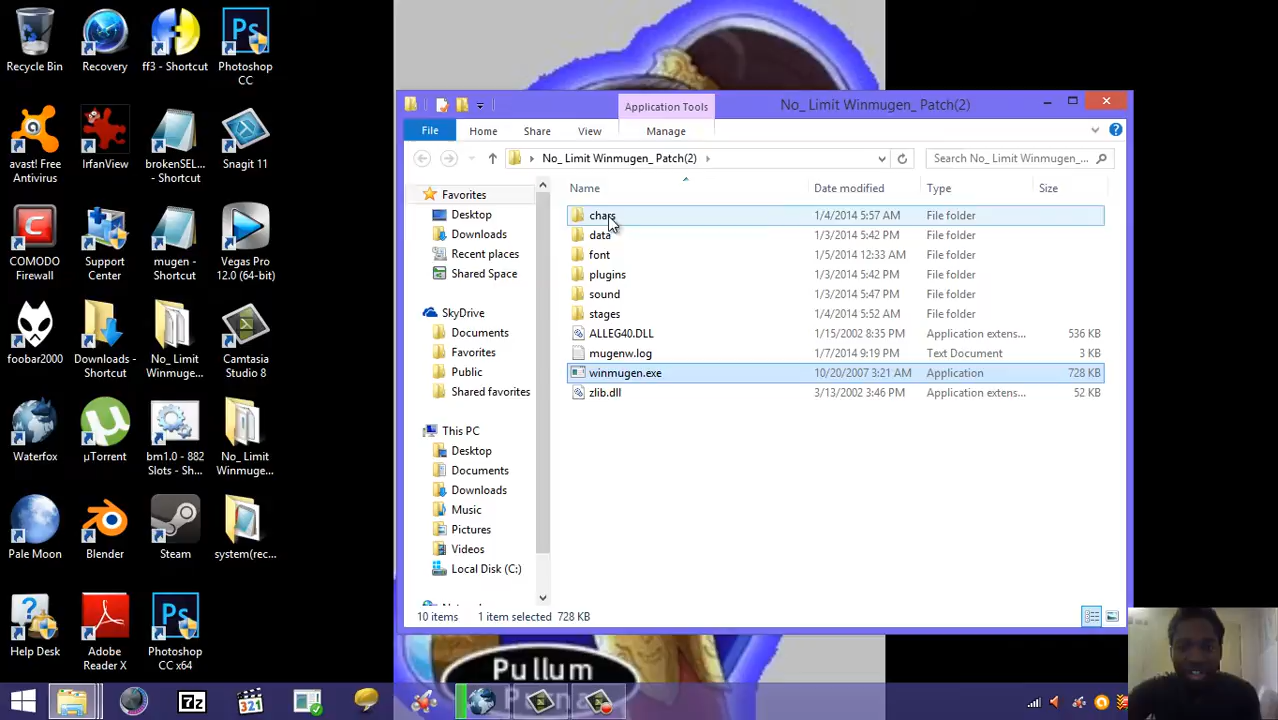 Recycle Bin
Recovery
ff3 - Shortcut
Photoshop
CC
avast! Free
Antivirus
IrfanView
brokenSEL...
- Shortcut
Snagit 11
COMODO
Firewall
Support
Center
mugen -
Shortcut
Vegas Pro
12.0 (64-bit)
foobar2000
Downloads -
Shortcut
No_ Limit
Winmuge...
Camtasia
Studio 8
Waterfox
µTorrent
bm1.0 - 882
Slots - Sh...
No_ Limit
Winmuge...
Pale Moon
Blender
Steam
system(rec...
Help Desk
Adobe
Reader X
Photoshop
CC x64
Application Tools
No_ Limit Winmugen_ Patch(2)
File
Home
Share
View
Manage
No_ Limit Winmugen_ Patch(2)
Search No_ Limit Winmugen_...
Name
Date modified
Type
Size
Favorites
Desktop
Downloads
Recent places
Shared Space
SkyDrive
Documents
Favorites
Public
Shared favorites
This PC
Desktop
Documents
Downloads
Music
Pictures
Videos
Local Disk (C:)
chars 1/4/2014 5:57 AM File folder
data 1/3/2014 5:42 PM File folder
font 1/5/2014 12:33 AM File folder
plugins 1/3/2014 5:42 PM File folder
sound 1/3/2014 5:47 PM File folder
stages 1/4/2014 5:52 AM File folder
ALLEG40.DLL 1/15/2002 8:35 PM Application extens... 536 KB
mugenw.log 1/7/2014 9:19 PM Text Document 3 KB
winmugen.exe 10/20/2007 3:21 AM Application 728 KB
zlib.dll 3/13/2002 3:46 PM Application extens... 52 KB
10 items 1 item selected 728 KB
Pullum
7z
321